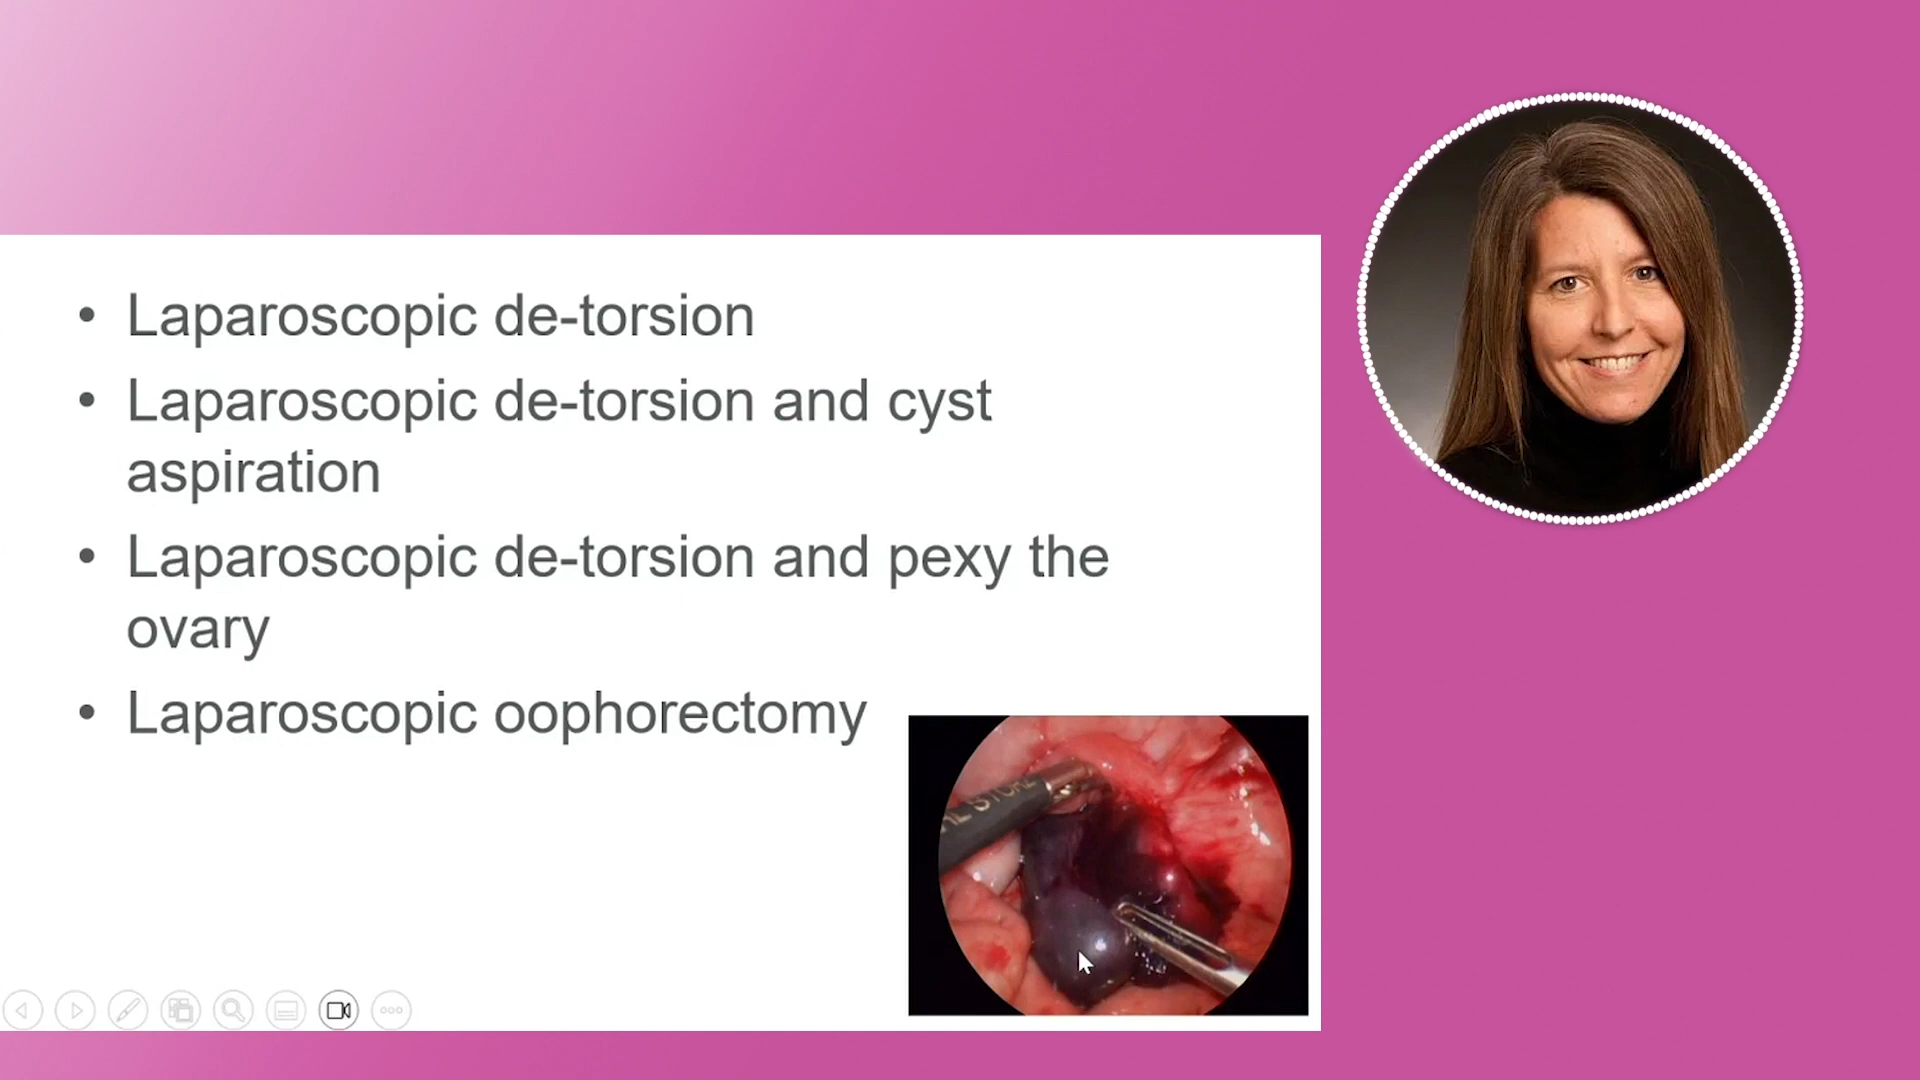 • Laparoscopic de-torsion
• Laparoscopic de-torsion and cyst
aspiration
• Laparoscopic de-torsion and pexy the
ovary
• Laparoscopic oophorectomy